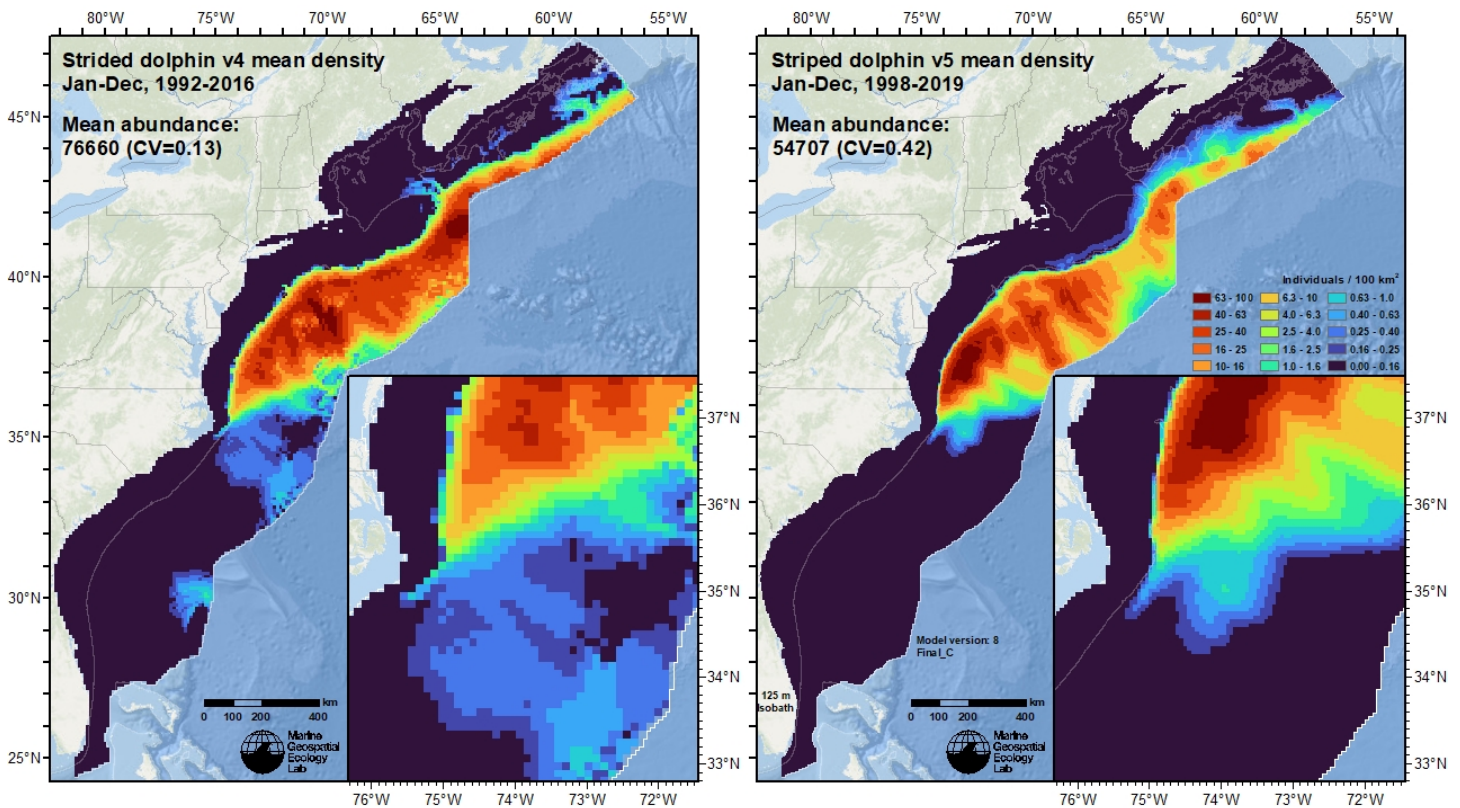 80°W 75°W 70°W 65°W 60°W 55°W
80°W 75°W 70°W 65°W 60°W 55°W
Strided dolphin v4 mean density
Jan-Dec, 1992-2016
Mean abundance:
76660 (CV=0.13)
45°N
40°N
35°N
30°N
25°N
0 100 200 400 km
Marine
Geospatial
Ecology
Lab
37°N
36°N
35°N
34°N
33°N
76°W 75°W 74°W 73°W 72°W
Striped dolphin v5 mean density
Jan-Dec, 1998-2019
Mean abundance:
54707 (CV=0.42)
Individuals / 100 km²
63 - 100 6.3 - 10 0.63 - 1.0
40 - 63 4.0 - 6.3 0.40 - 0.63
25 - 40 2.5 - 4.0 0.25 - 0.40
16 - 25 1.6 - 2.5 0.16 - 0.25
10 - 16 1.0 - 1.6 0.00 - 0.16
Model version: 8
Final_C
125 m
Isobath
0 100 200 400 km
Marine
Geospatial
Ecology
Lab
37°N
36°N
35°N
34°N
33°N
76°W 75°W 74°W 73°W 72°W